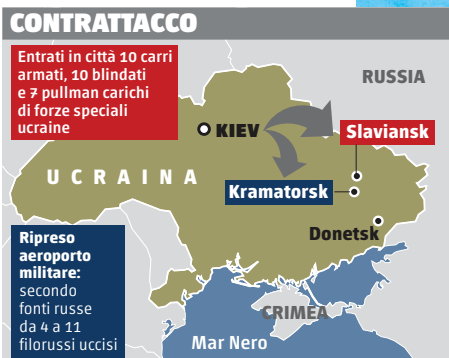 CONTRATTACCO
Entrati in città 10 carri
armati, 10 blindati
e 7 pullman carichi
di forze speciali
ucraine
RUSSIA
KIEV
Slaviansk
UCRAINA
Kramatorsk
Donetsk
Ripreso
aeroporto
militare:
secondo
fonti russe
da 4 a 11
filorussi uccisi
CRIMEA
Mar Nero